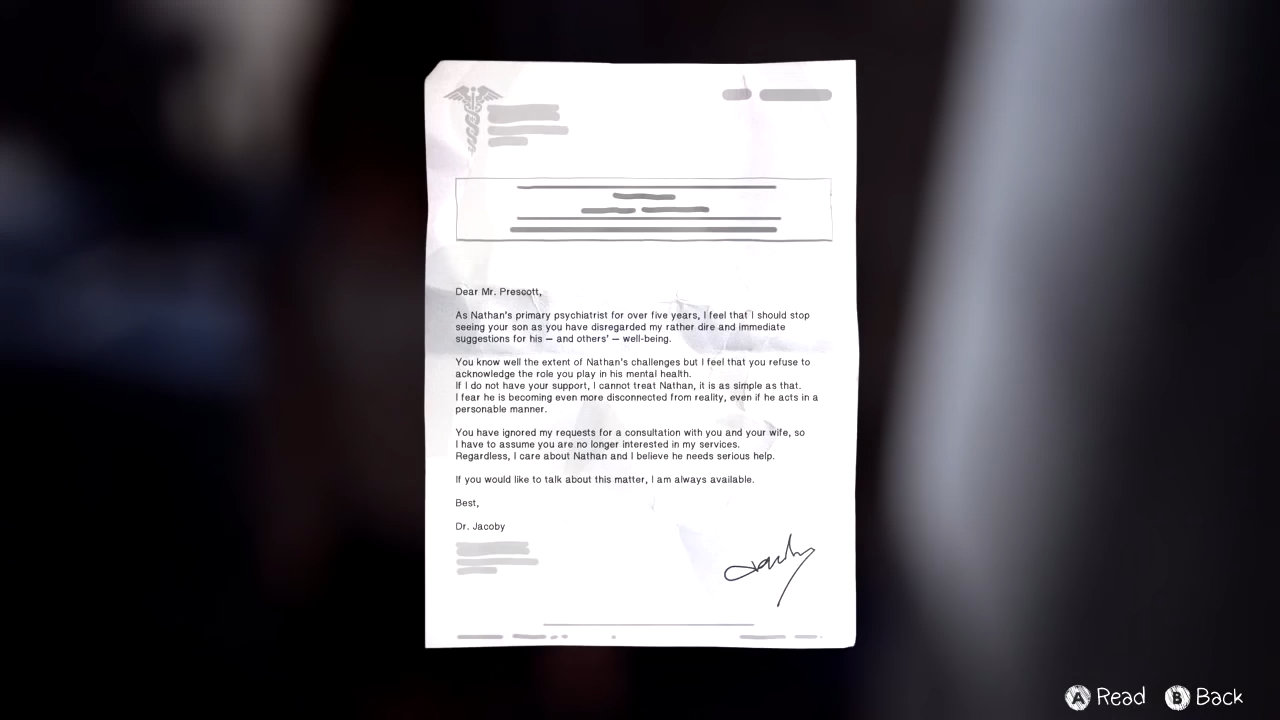 Dear Mr. Prescott,
As Nathan's primary psychiatrist for over five years, I feel that I should stop
seeing your son as you have disregarded my rather dire and immediate
suggestions for his — and others' — well-being.
You know well the extent of Nathan's challenges but I feel that you refuse to
acknowledge the role you play in his mental health.
If I do not have your support, I cannot treat Nathan, it is as simple as that.
I fear he is becoming even more disconnected from reality, even if he acts in a
personable manner.
You have ignored my requests for a consultation with you and your wife, so
I have to assume you are no longer interested in my services.
Regardless, I care about Nathan and I believe he needs serious help.
If you would like to talk about this matter, I am always available.
Best,
Dr. Jacoby
A Read B Back